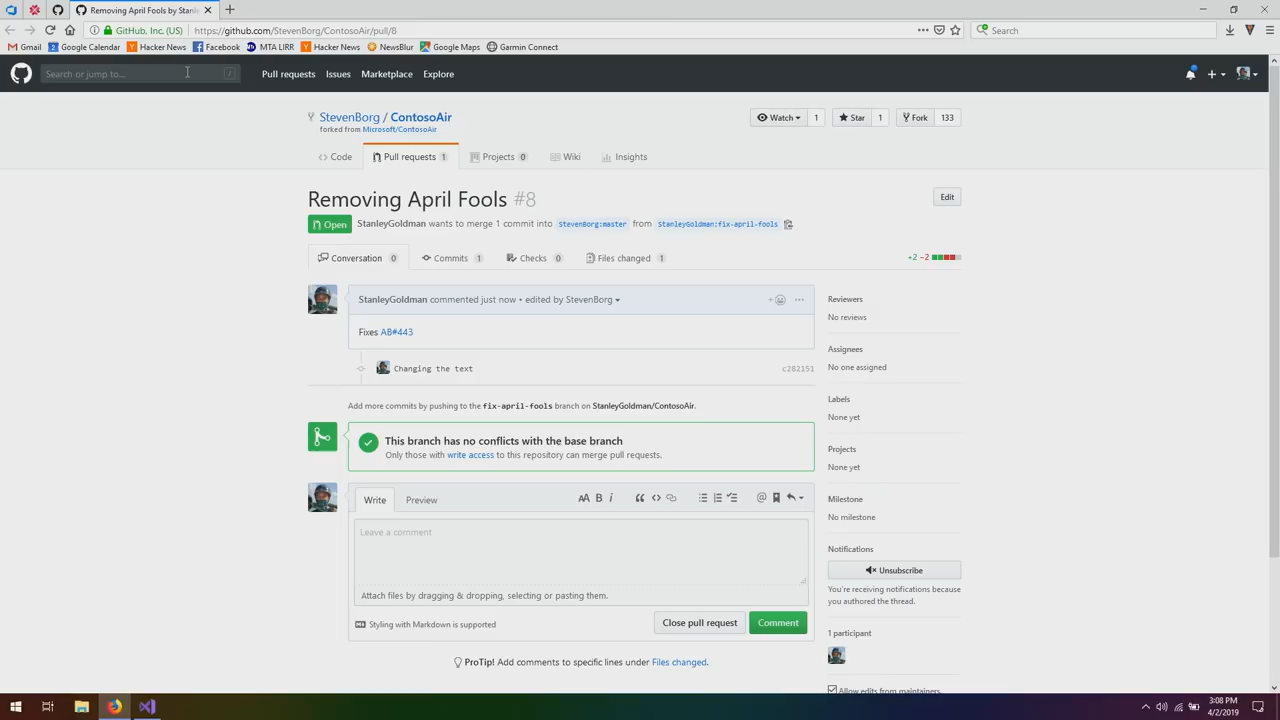 Removing April Fools by Stanle
GitHub, Inc. (US)
https://github.com/StevenBorg/ContosoAir/pull/8
Search
Gmail
Google Calendar
Hacker News
Facebook
MTA LIRR
Hacker News
NewsBlur
Google Maps
Garmin Connect
Search or jump to...
/
Pull requests
Issues
Marketplace
Explore
StevenBorg / ContosoAir
forked from Microsoft/ContosoAir
Watch 1
Star 1
Fork 133
Code
Pull requests 1
Projects 0
Wiki
Insights
Removing April Fools #8
Edit
Open
StanleyGoldman wants to merge 1 commit into StevenBorg:master from StanleyGoldman:fix-april-fools
Conversation 0
Commits 1
Checks 0
Files changed 1
+2 −2
StanleyGoldman commented just now • edited by StevenBorg
Fixes AB#443
Changing the text
c282151
Add more commits by pushing to the fix-april-fools branch on StanleyGoldman/ContosoAir.
This branch has no conflicts with the base branch
Only those with write access to this repository can merge pull requests.
Write
Preview
AA B i
Leave a comment
Attach files by dragging & dropping, selecting or pasting them.
Styling with Markdown is supported
Close pull request
Comment
ProTip! Add comments to specific lines under Files changed.
Reviewers
No reviews
Assignees
No one assigned
Labels
None yet
Projects
None yet
Milestone
No milestone
Notifications
Unsubscribe
You're receiving notifications because
you authored the thread.
1 participant
Allow edits from maintainers.
3:08 PM
4/2/2019